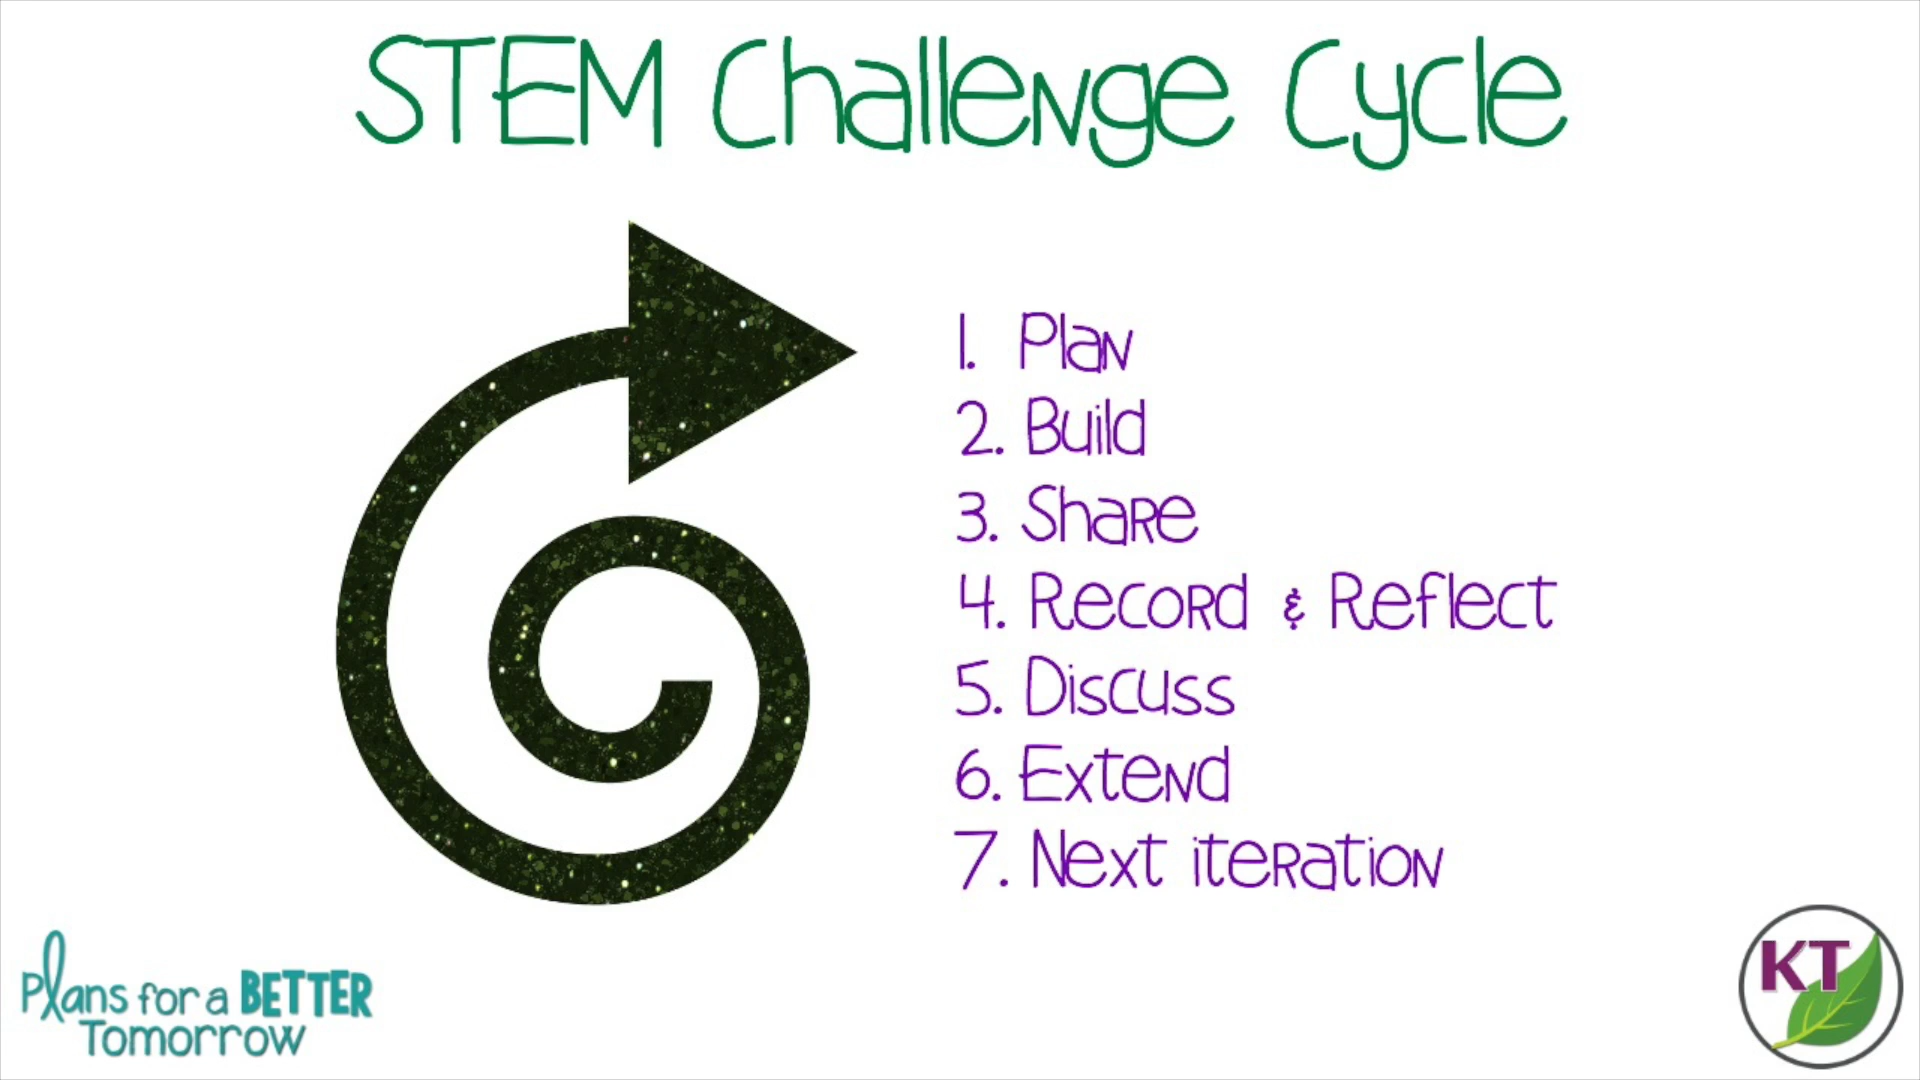 STEM Challenge Cycle
1. Plan
2. Build
3. Share
4. Record & Reflect
5. Discuss
6. Extend
7. Next iteration
Plans for a BETTER
Tomorrow
KT